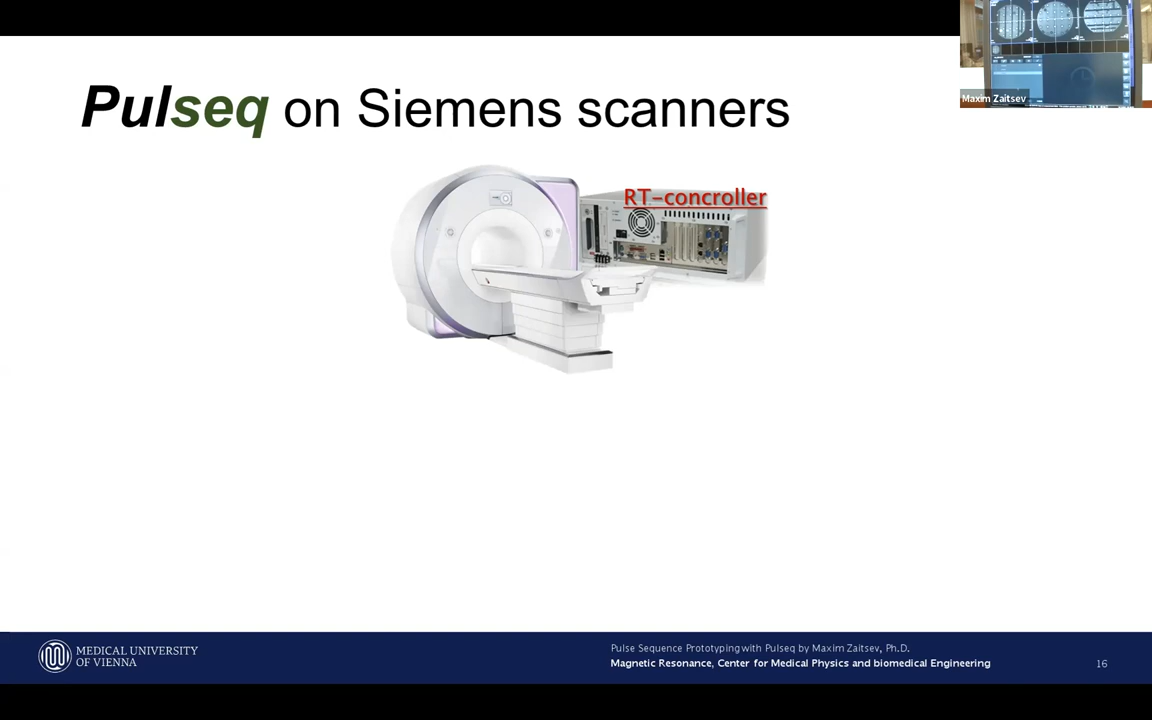 Maxim Zaitsev
Pulseq on Siemens scanners
RT-concroller
MEDICAL UNIVERSITY
OF VIENNA
Pulse Sequence Prototyping with Pulseq by Maxim Zaitsev, Ph.D.
Magnetic Resonance, Center for Medical Physics and biomedical Engineering
16